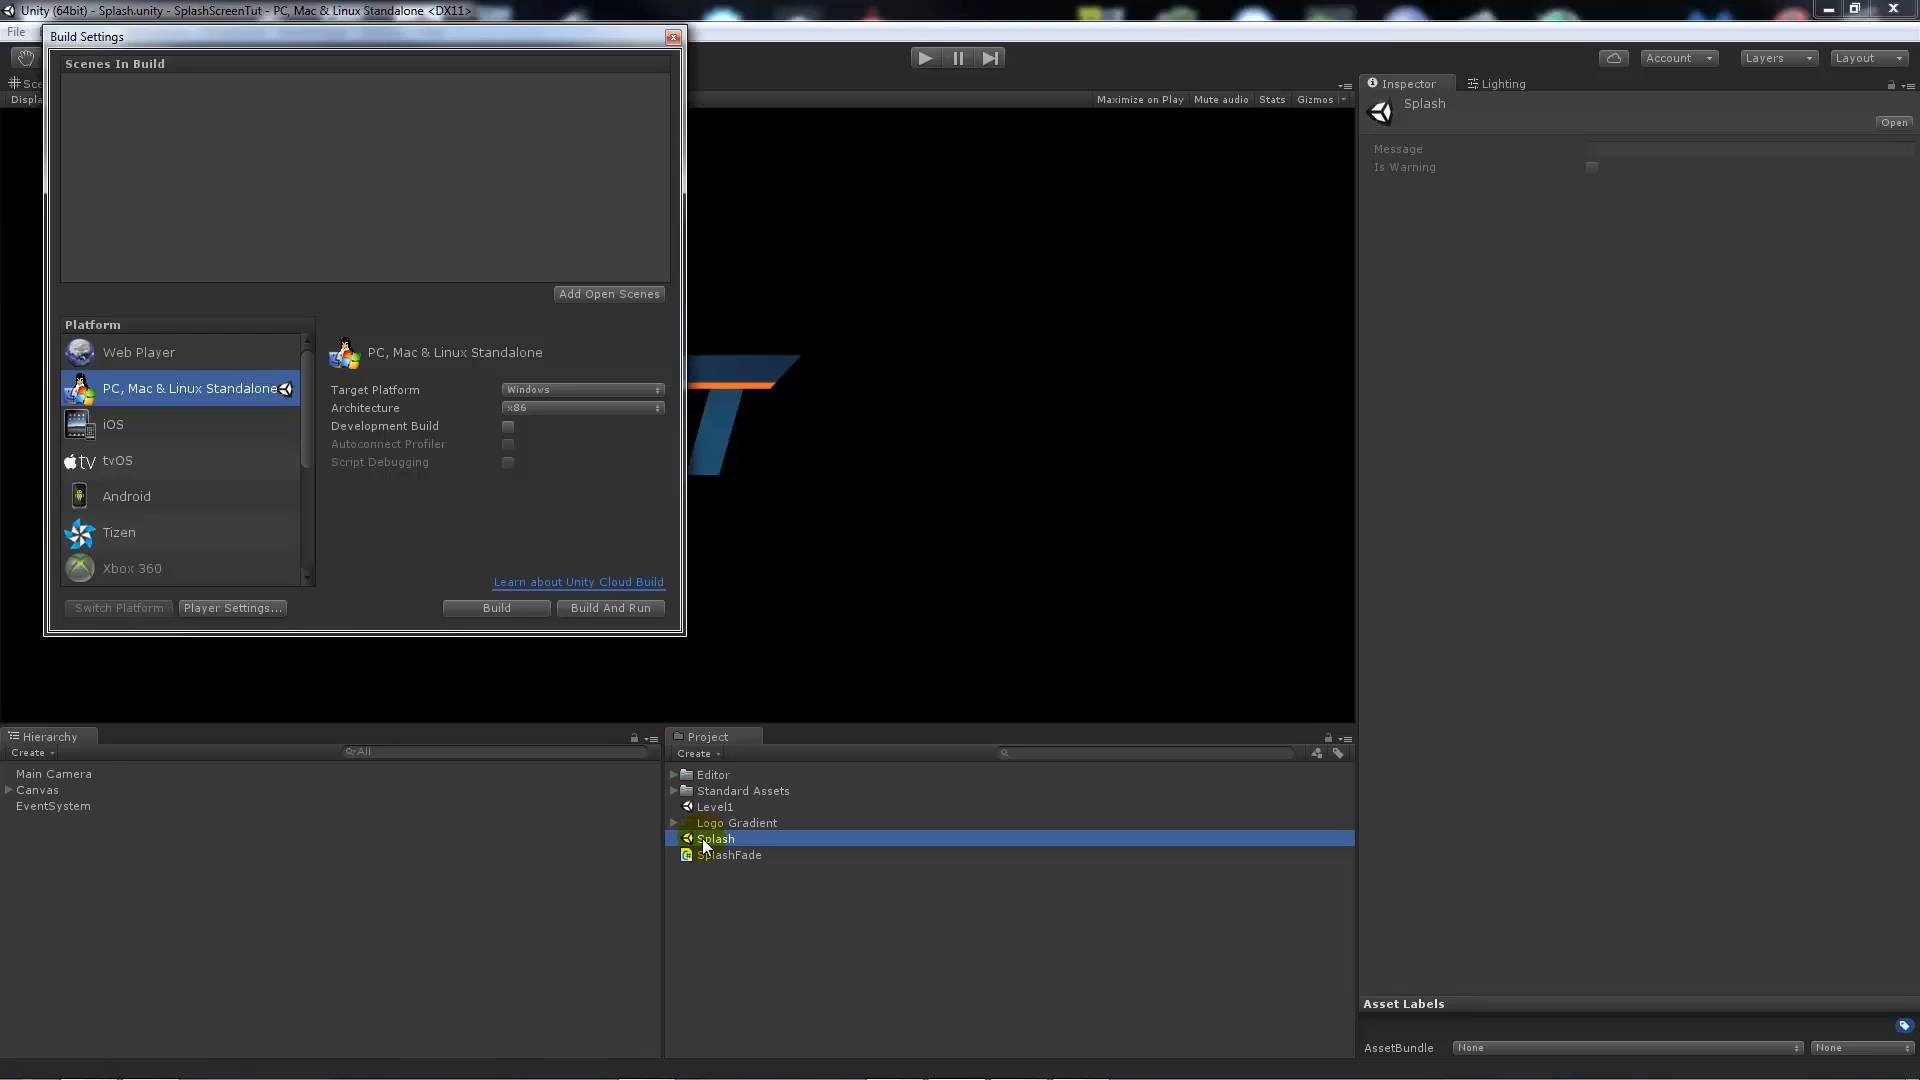 Unity (64bit) - Splash.unity - SplashScreenTut - PC, Mac & Linux Standalone <DX11>
File
Build Settings
Scenes In Build
Account
Layers
Layout
Inspector
Lighting
Maximize on Play
Mute audio
Stats
Gizmos
Splash
Open
Message
Is Warning
Add Open Scenes
Platform
Web Player
PC, Mac & Linux Standalone
iOS
tvOS
Android
Tizen
Xbox 360
PC, Mac & Linux Standalone
Target Platform
Windows
Architecture
x86
Development Build
Autoconnect Profiler
Script Debugging
Learn about Unity Cloud Build
Switch Platform
Player Settings...
Build
Build And Run
T
Hierarchy
Create
All
Main Camera
Canvas
EventSystem
Project
Create
Editor
Standard Assets
Level1
Logo Gradient
Splash
SplashFade
Asset Labels
AssetBundle
None
None